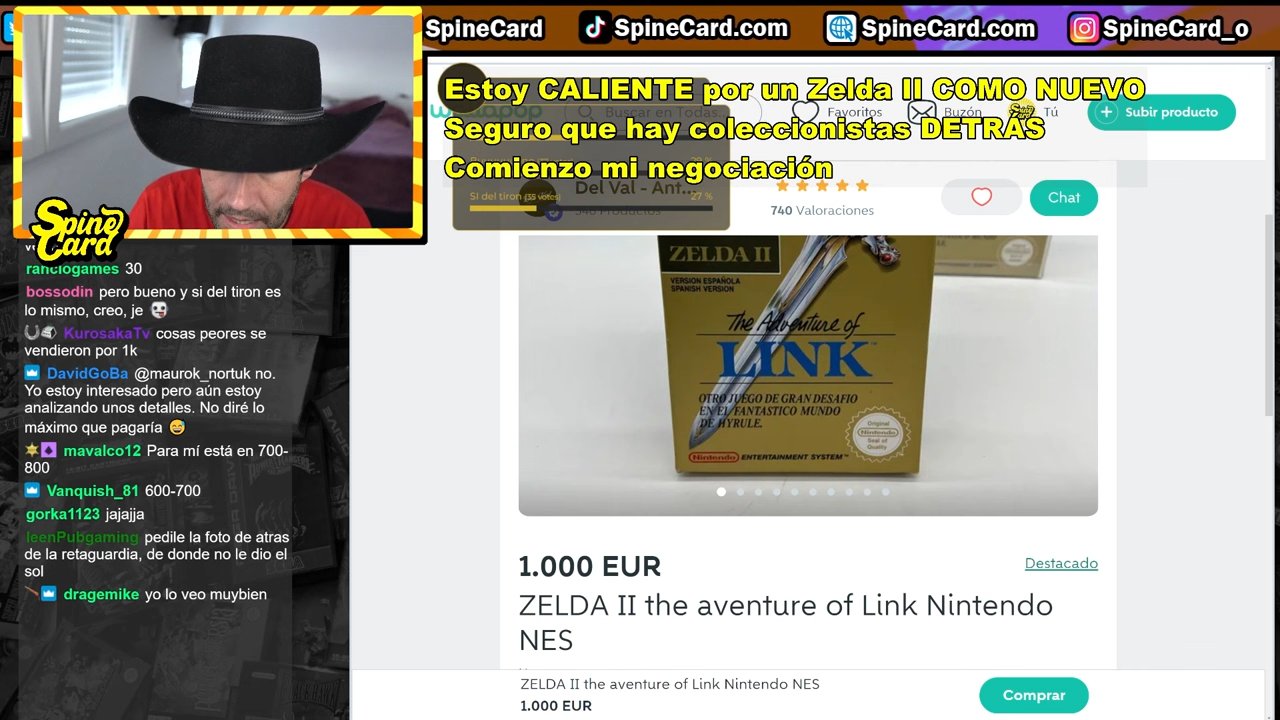 SpineCard
SpineCard.com
SpineCard.com
SpineCard_o
Estoy CALIENTE por un Zelda II COMO NUEVO
Seguro que hay coleccionistas DETRÁS
Comienzo mi negociación
Buscar en Todas...
Favoritos
Buzón
Tú
Subir producto
SI del tiron (35 votes)
27 %
Del Val - Ant...
740 Valoraciones
Chat
Spine
Card
ranciogames 30
bossodin pero bueno y si del tiron es
lo mismo, creo, je
KurosakaTv cosas peores se
vendieron por 1k
DavidGoBa @maurok_nortuk no.
Yo estoy interesado pero aún estoy
analizando unos detalles. No diré lo
máximo que pagaría
mavalco12 Para mí está en 700-
800
Vanquish_81 600-700
gorka1123 jajajja
leenPubgaming pedile la foto de atras
de la retaguardia, de donde no le dio el
sol
dragemike yo lo veo muybien
ZELDA II
VERSION ESPAÑOLA
SPANISH VERSION
The Adventure of
LINK
OTRO JUEGO DE GRAN DESAFIO
EN EL FANTASTICO MUNDO
DE HYRULE.
Original
Nintendo
Seal of
Quality
Nintendo ENTERTAINMENT SYSTEM
1.000 EUR
Destacado
ZELDA II the aventure of Link Nintendo
NES
ZELDA II the aventure of Link Nintendo NES
1.000 EUR
Comprar